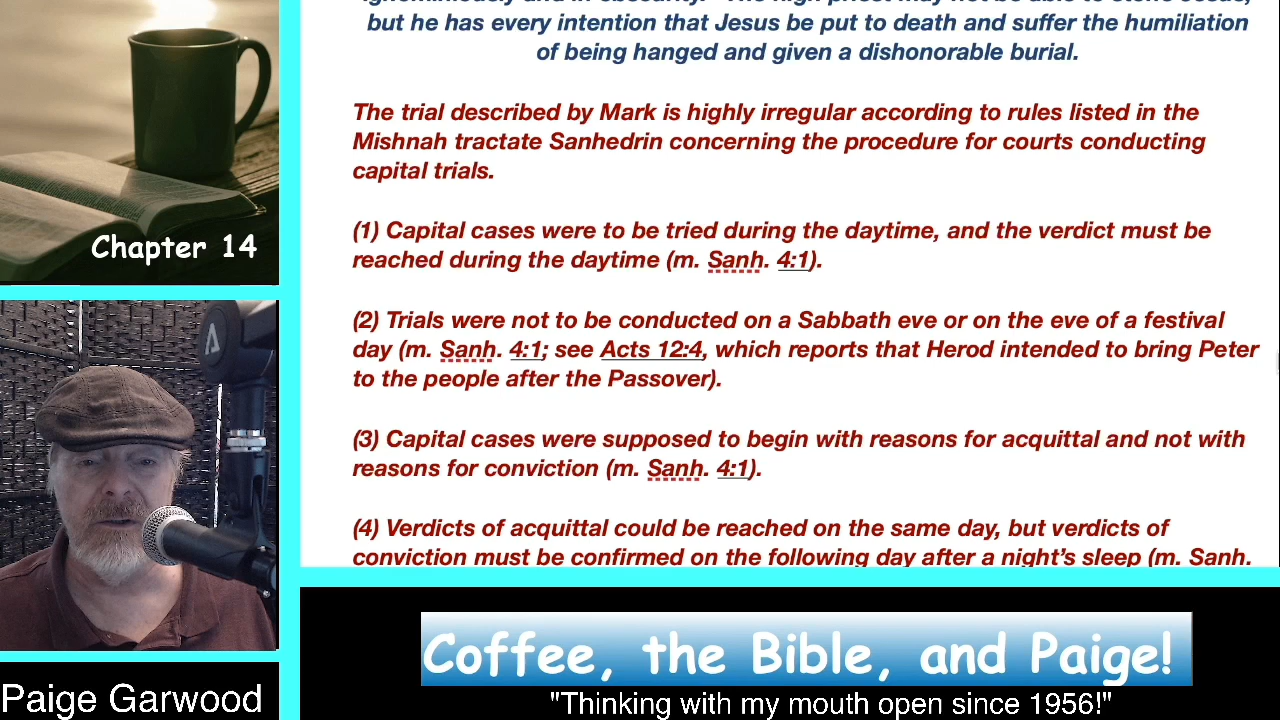 but he has every intention that Jesus be put to death and suffer the humiliation
of being hanged and given a dishonorable burial.
The trial described by Mark is highly irregular according to rules listed in the
Mishnah tractate Sanhedrin concerning the procedure for courts conducting
capital trials.
(1) Capital cases were to be tried during the daytime, and the verdict must be
reached during the daytime (m. Sanh. 4:1).
(2) Trials were not to be conducted on a Sabbath eve or on the eve of a festival
day (m. Sanh. 4:1; see Acts 12:4, which reports that Herod intended to bring Peter
to the people after the Passover).
(3) Capital cases were supposed to begin with reasons for acquittal and not with
reasons for conviction (m. Sanh. 4:1).
(4) Verdicts of acquittal could be reached on the same day, but verdicts of
conviction must be confirmed on the following day after a night’s sleep (m. Sanh.
Chapter 14
Paige Garwood
Coffee, the Bible, and Paige!
"Thinking with my mouth open since 1956!"